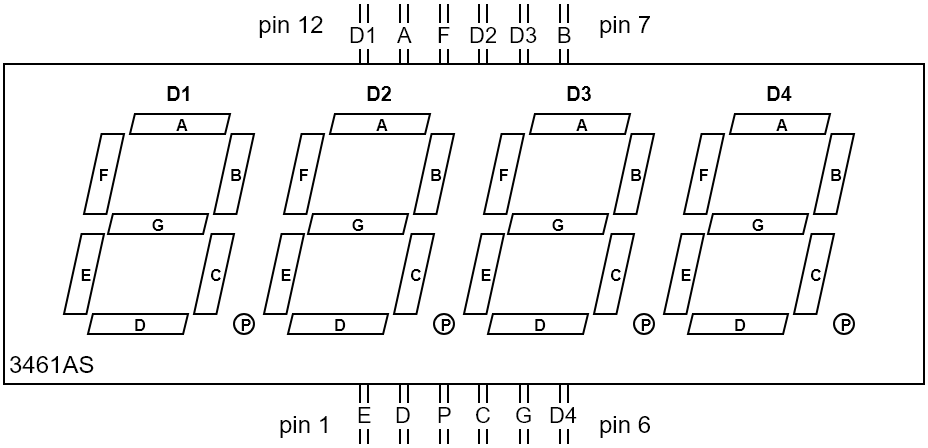 pin 12 D1 A F D2 D3 B pin 7
D1 D2 D3 D4
A A A A
F B F B F B F B
G G G G
E C E C E C E C
D P D P D P D P
3461AS
pin 1 E D P C G D4 pin 6